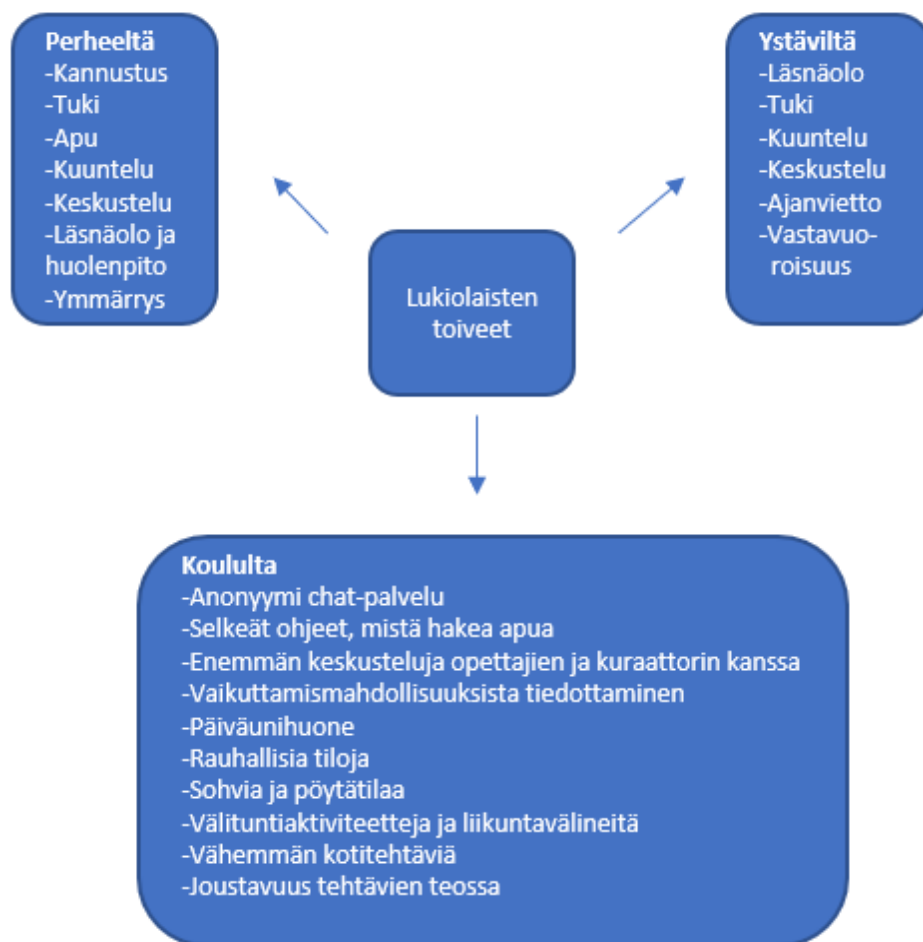 Perheeltä
-Kannustus
-Tuki
-Apu
-Kuuntelu
-Keskustelu
-Läsnäolo ja
huolenpito
-Ymmärrys
Ystäviltä
-Läsnäolo
-Tuki
-Kuuntelu
-Keskustelu
-Ajanvietto
-Vastavuo-
roisuus
Lukiolaisten
toiveet
Koululta
-Anonyymi chat-palvelu
-Selkeät ohjeet, mistä hakea apua
-Enemmän keskusteluja opettajien ja kuraattorin kanssa
-Vaikuttamismahdollisuuksista tiedottaminen
-Päiväunihuone
-Rauhallisia tiloja
-Sohvia ja pöytätilaa
-Välituntiaktiviteetteja ja liikuntavälineitä
-Vähemmän kotitehtäviä
-Joustavuus tehtävien teossa